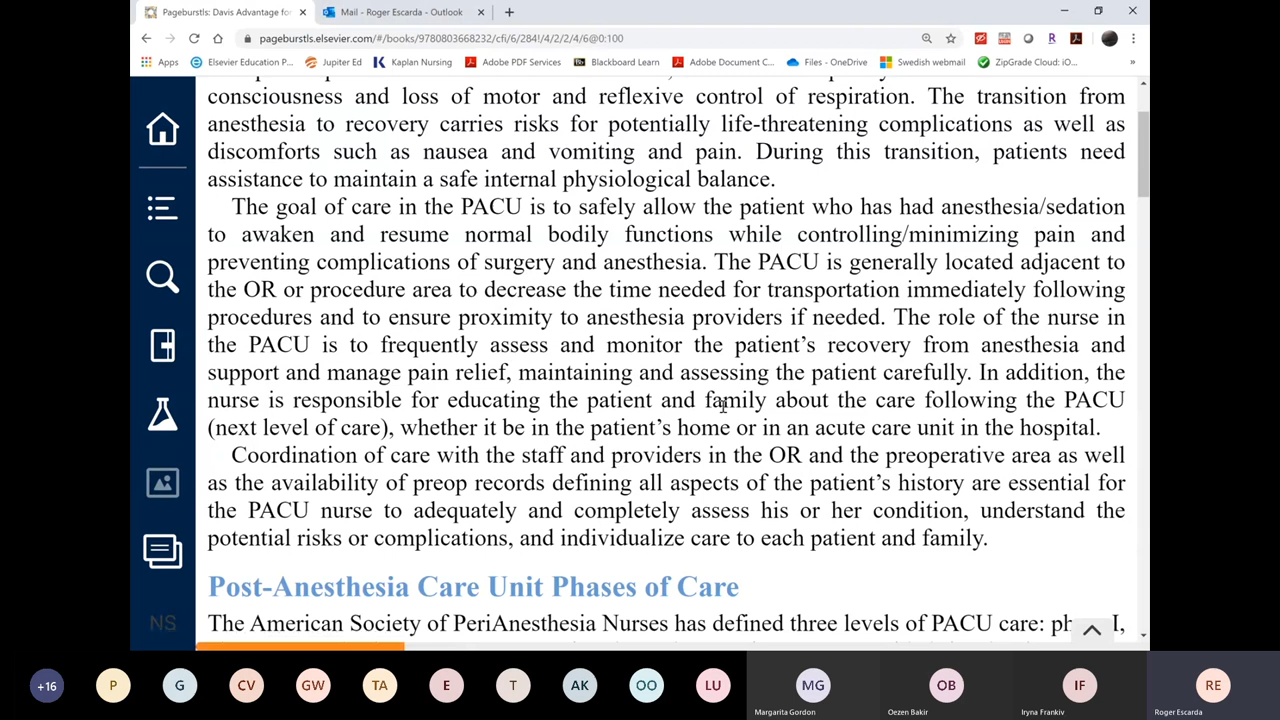 Pageburstls: Davis Advantage for
Mail - Roger Escarda - Outlook
pageburstls.elsevier.com/#/books/9780803668232/cfi/6/284!/4/2/2/4/6@0:100
Apps
Elsevier Education P...
Jupiter Ed
Kaplan Nursing
Adobe PDF Services
Blackboard Learn
Adobe Document C...
Files - OneDrive
Swedish webmail
ZipGrade Cloud: iO...
consciousness and loss of motor and reflexive control of respiration. The transition from
anesthesia to recovery carries risks for potentially life-threatening complications as well as
discomforts such as nausea and vomiting and pain. During this transition, patients need
assistance to maintain a safe internal physiological balance.
The goal of care in the PACU is to safely allow the patient who has had anesthesia/sedation
to awaken and resume normal bodily functions while controlling/minimizing pain and
preventing complications of surgery and anesthesia. The PACU is generally located adjacent to
the OR or procedure area to decrease the time needed for transportation immediately following
procedures and to ensure proximity to anesthesia providers if needed. The role of the nurse in
the PACU is to frequently assess and monitor the patient's recovery from anesthesia and
support and manage pain relief, maintaining and assessing the patient carefully. In addition, the
nurse is responsible for educating the patient and family about the care following the PACU
(next level of care), whether it be in the patient's home or in an acute care unit in the hospital.
Coordination of care with the staff and providers in the OR and the preoperative area as well
as the availability of preop records defining all aspects of the patient's history are essential for
the PACU nurse to adequately and completely assess his or her condition, understand the
potential risks or complications, and individualize care to each patient and family.
Post-Anesthesia Care Unit Phases of Care
The American Society of PeriAnesthesia Nurses has defined three levels of PACU care: ph I,
NS
+16
P
G
CV
GW
TA
E
T
AK
OO
LU
MG
OB
IF
RE
Margarita Gordon
Oezen Bakir
Iryna Frankiv
Roger Escarda